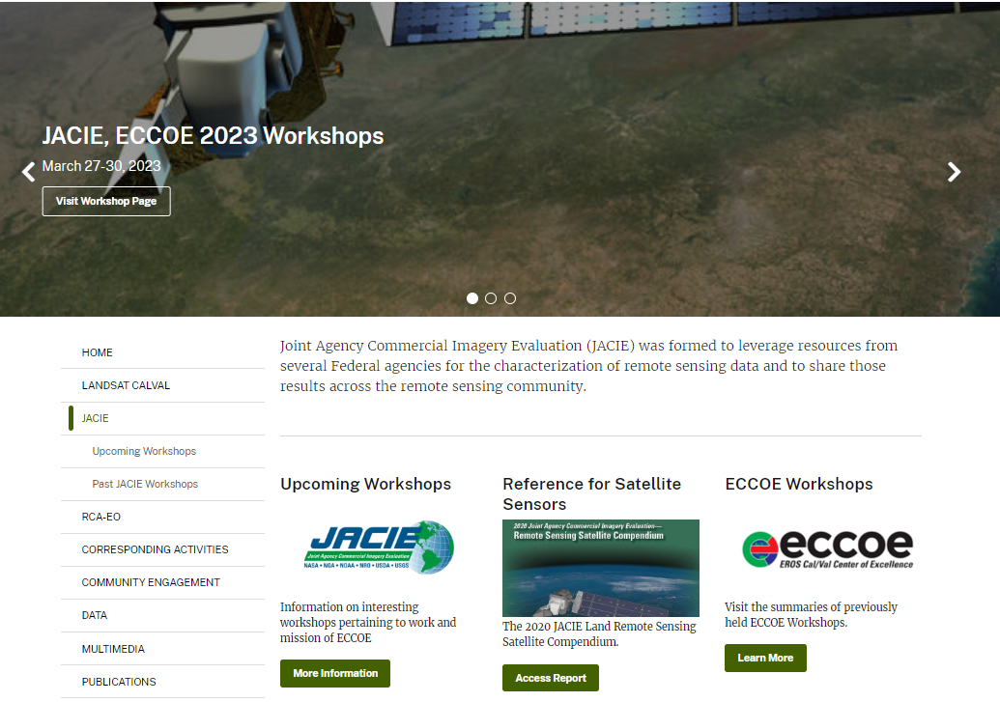 JACIE, ECCOE 2023 Workshops
March 27-30, 2023
Visit Workshop Page
HOME
LANDSAT CALVAL
JACIE
Upcoming Workshops
Past JACIE Workshops
RCA-EO
CORRESPONDING ACTIVITIES
COMMUNITY ENGAGEMENT
DATA
MULTIMEDIA
PUBLICATIONS
Joint Agency Commercial Imagery Evaluation (JACIE) was formed to leverage resources from
several Federal agencies for the characterization of remote sensing data and to share those
results across the remote sensing community.
Upcoming Workshops
JACIE
Joint Agency Commercial Imagery Evaluation
NASA • NGA • NOAA • NRO • USDA • USGS
Information on interesting
workshops pertaining to work and
mission of ECCOE
More Information
Reference for Satellite
Sensors
2020 Joint Agency Commercial Imagery Evaluation—
Remote Sensing Satellite Compendium
The 2020 JACIE Land Remote Sensing
Satellite Compendium.
Access Report
ECCOE Workshops
eccoe
EROS Cal/Val Center of Excellence
Visit the summaries of previously
held ECCOE Workshops.
Learn More